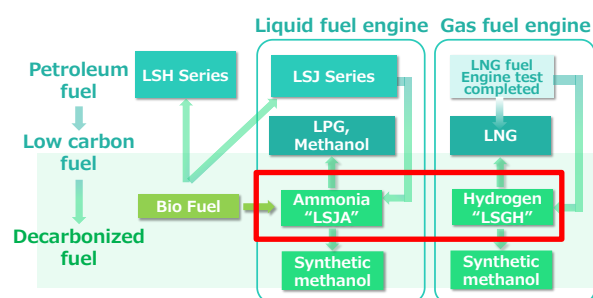 Liquid fuel engine
Gas fuel engine
Petroleum
fuel
LSH Series
LSJ Series
LNG fuel
Engine test
completed
Low carbon
fuel
LPG,
Methanol
LNG
Bio Fuel
Ammonia
“LSJA”
Hydrogen
“LSGH”
Decarbonized
fuel
Synthetic
methanol
Synthetic
methanol